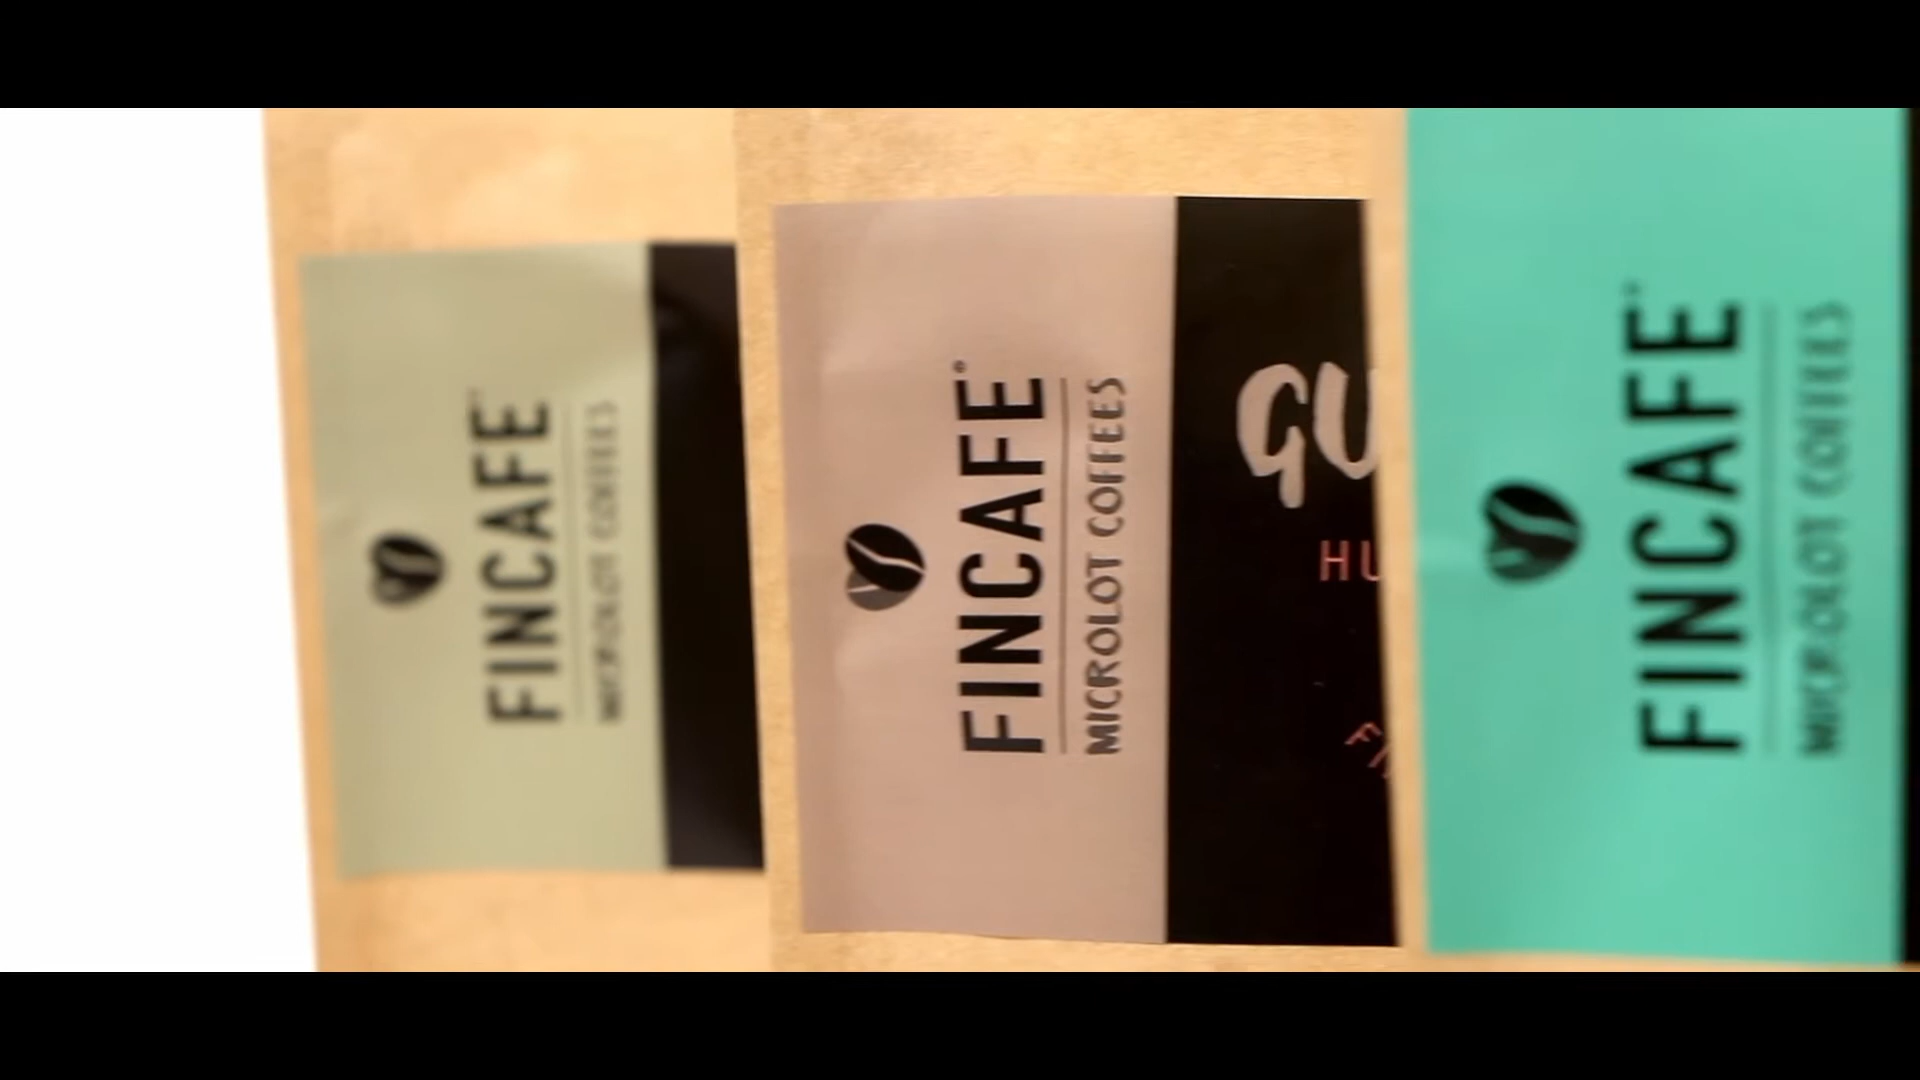 FINCAFE
MICROLOT COFFEES
FINCAFE
MICROLOT COFFEES
GU
HU
FINCAFE
MICROLOT COFFEES